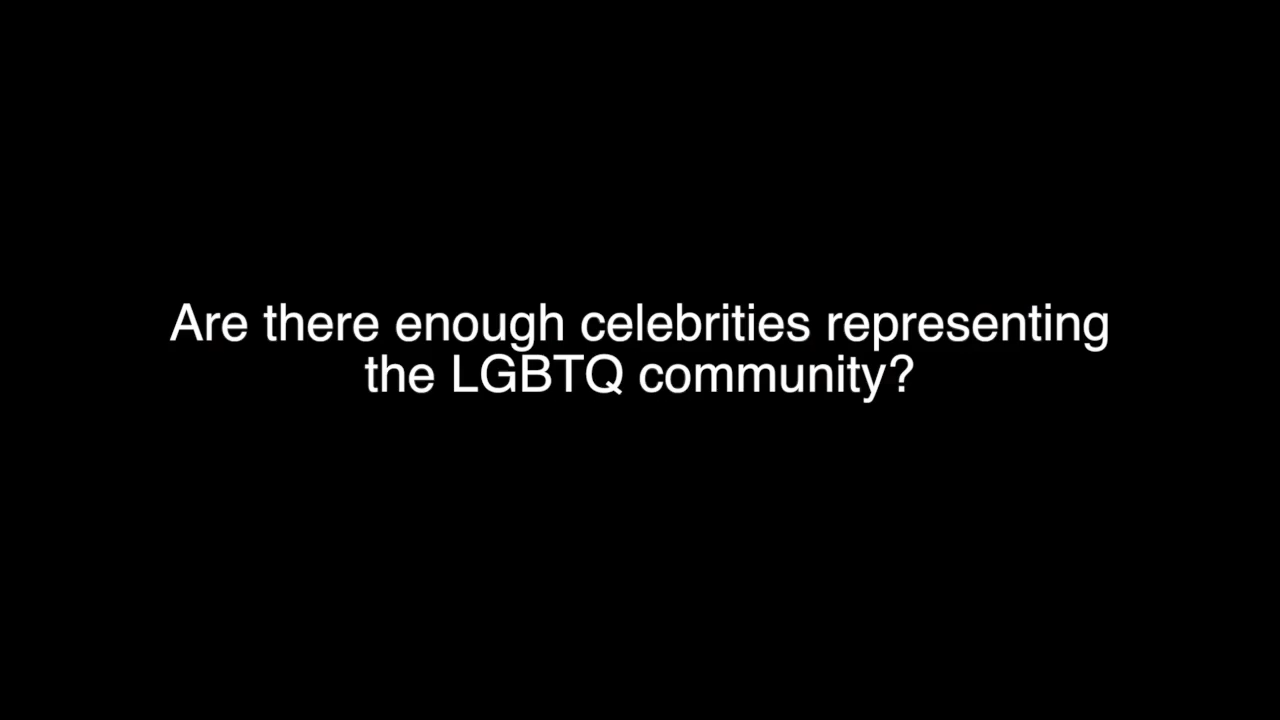 Are there enough celebrities representing
the LGBTQ community?